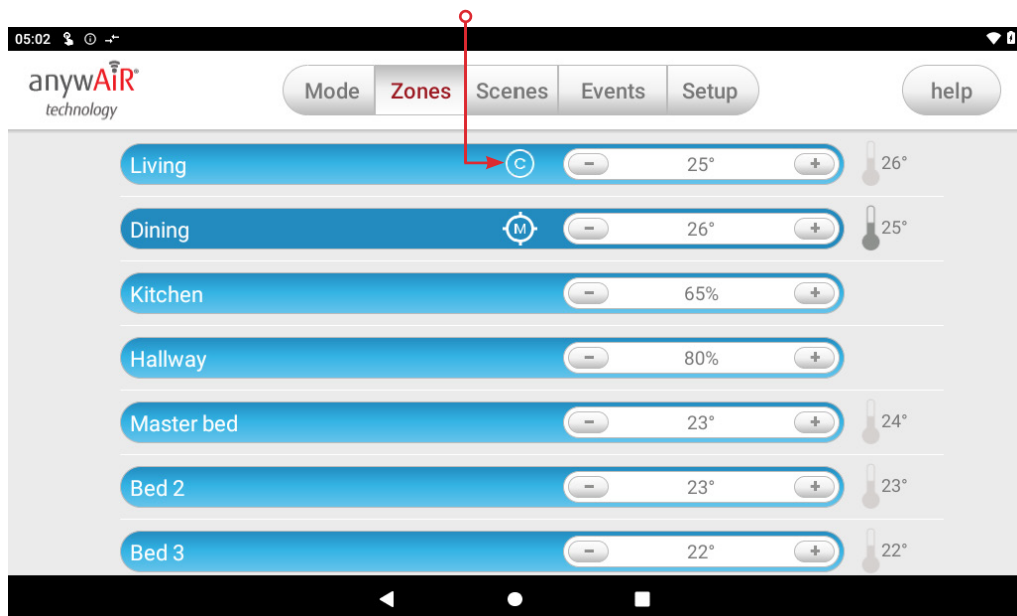 05:02
anywAiR®
technology
Mode Zones Scenes Events Setup
help
Living C - 25° + 26°
Dining M - 26° + 25°
Kitchen - 65% +
Hallway - 80% +
Master bed - 23° + 24°
Bed 2 - 23° + 23°
Bed 3 - 22° + 22°